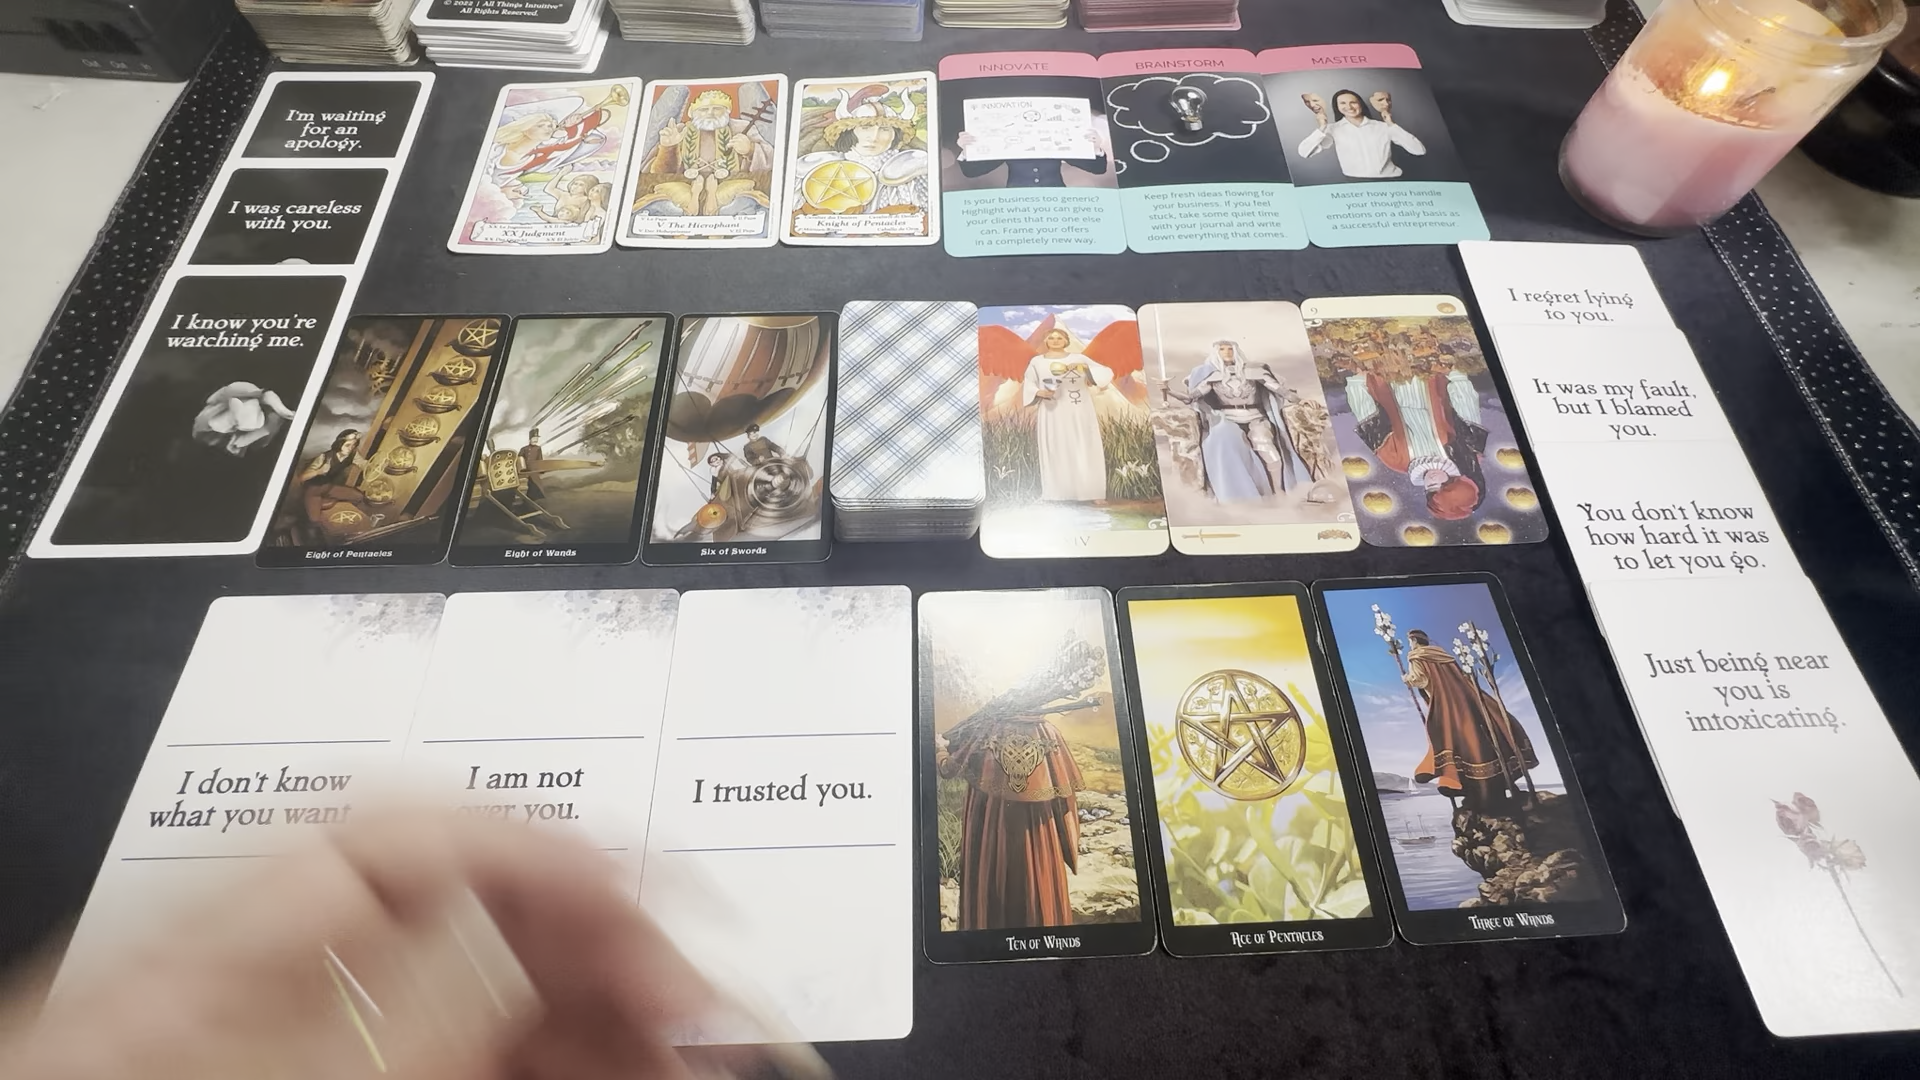 © 2022 | All Things Intuitive®
All Rights Reserved.
I'm waiting
for an
apology.
I was careless
with you.
I know you're
watching me.
XX Judgment
V The Hierophant
Knight of Pentacles
INNOVATE
INNOVATION
Is your business too generic?
Highlight what you can give to
your clients that no one else
can. Frame your offers
in a completely new way.
BRAINSTORM
Keep fresh ideas flowing for
your business. If you feel
stuck, take some quiet time
with your journal and write
down everything that comes.
MASTER
Master how you handle
your thoughts and
emotions on a daily basis as
a successful entrepreneur.
Eight of Pentacles
Eight of Wands
Six of Swords
XIV
9
I regret lying
to you.
It was my fault,
but I blamed
you.
You don't know
how hard it was
to let you go.
Just being near
you is
intoxicating.
I don't know
what you want
I am not
over you.
I trusted you.
Ten of Wands
Ace of Pentacles
Three of Wands